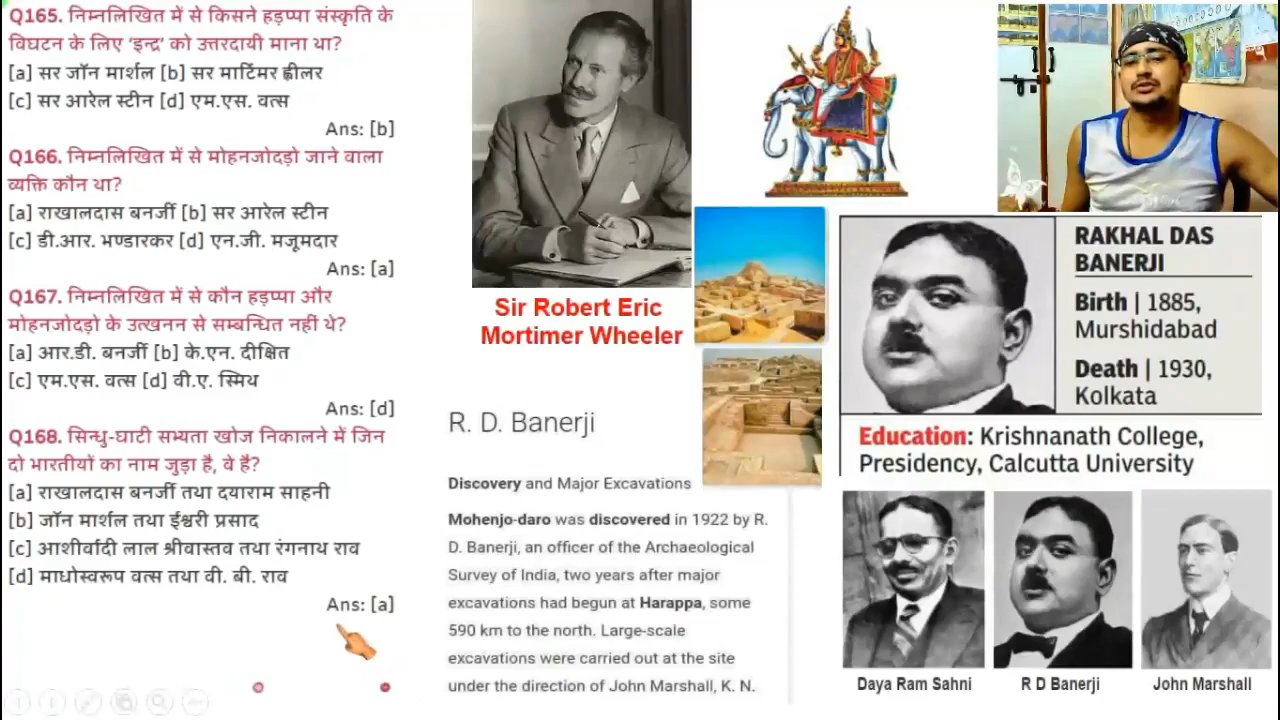 Q165. निम्नलिखित में से किसने हड़प्पा संस्कृति के
विघटन के लिए ‘इन्द्र’ को उत्तरदायी माना था?
[a] सर जॉन मार्शल [b] सर मार्टिमर ह्वीलर
[c] सर आरेल स्टीन [d] एम.एस. वत्स
Ans: [b]
Q166. निम्नलिखित में से मोहनजोदड़ो जाने वाला
व्यक्ति कौन था?
[a] राखालदास बनर्जी [b] सर आरेल स्टीन
[c] डी.आर. भण्डारकर [d] एन.जी. मजूमदार
Ans: [a]
Q167. निम्नलिखित में से कौन हड़प्पा और
मोहनजोदड़ो के उत्खनन से सम्बन्धित नहीं थे?
[a] आर.डी. बनर्जी [b] के.एन. दीक्षित
[c] एम.एस. वत्स [d] वी.ए. स्मिथ
Ans: [d]
Q168. सिन्धु-घाटी सभ्यता खोज निकालने में जिन
दो भारतीयों का नाम जुड़ा है, वे है?
[a] राखालदास बनर्जी तथा दयाराम साहनी
[b] जॉन मार्शल तथा ईश्वरी प्रसाद
[c] आशीर्वादी लाल श्रीवास्तव तथा रंगनाथ राव
[d] माधोस्वरूप वत्स तथा वी. बी. राव
Ans: [a]
Sir Robert Eric
Mortimer Wheeler
R. D. Banerji
Discovery and Major Excavations
Mohenjo-daro was discovered in 1922 by R.
D. Banerji, an officer of the Archaeological
Survey of India, two years after major
excavations had begun at Harappa, some
590 km to the north. Large-scale
excavations were carried out at the site
under the direction of John Marshall, K. N.
RAKHAL DAS
BANERJI
Birth | 1885,
Murshidabad
Death | 1930,
Kolkata
Education: Krishnanath College,
Presidency, Calcutta University
Daya Ram Sahni
R D Banerji
John Marshall